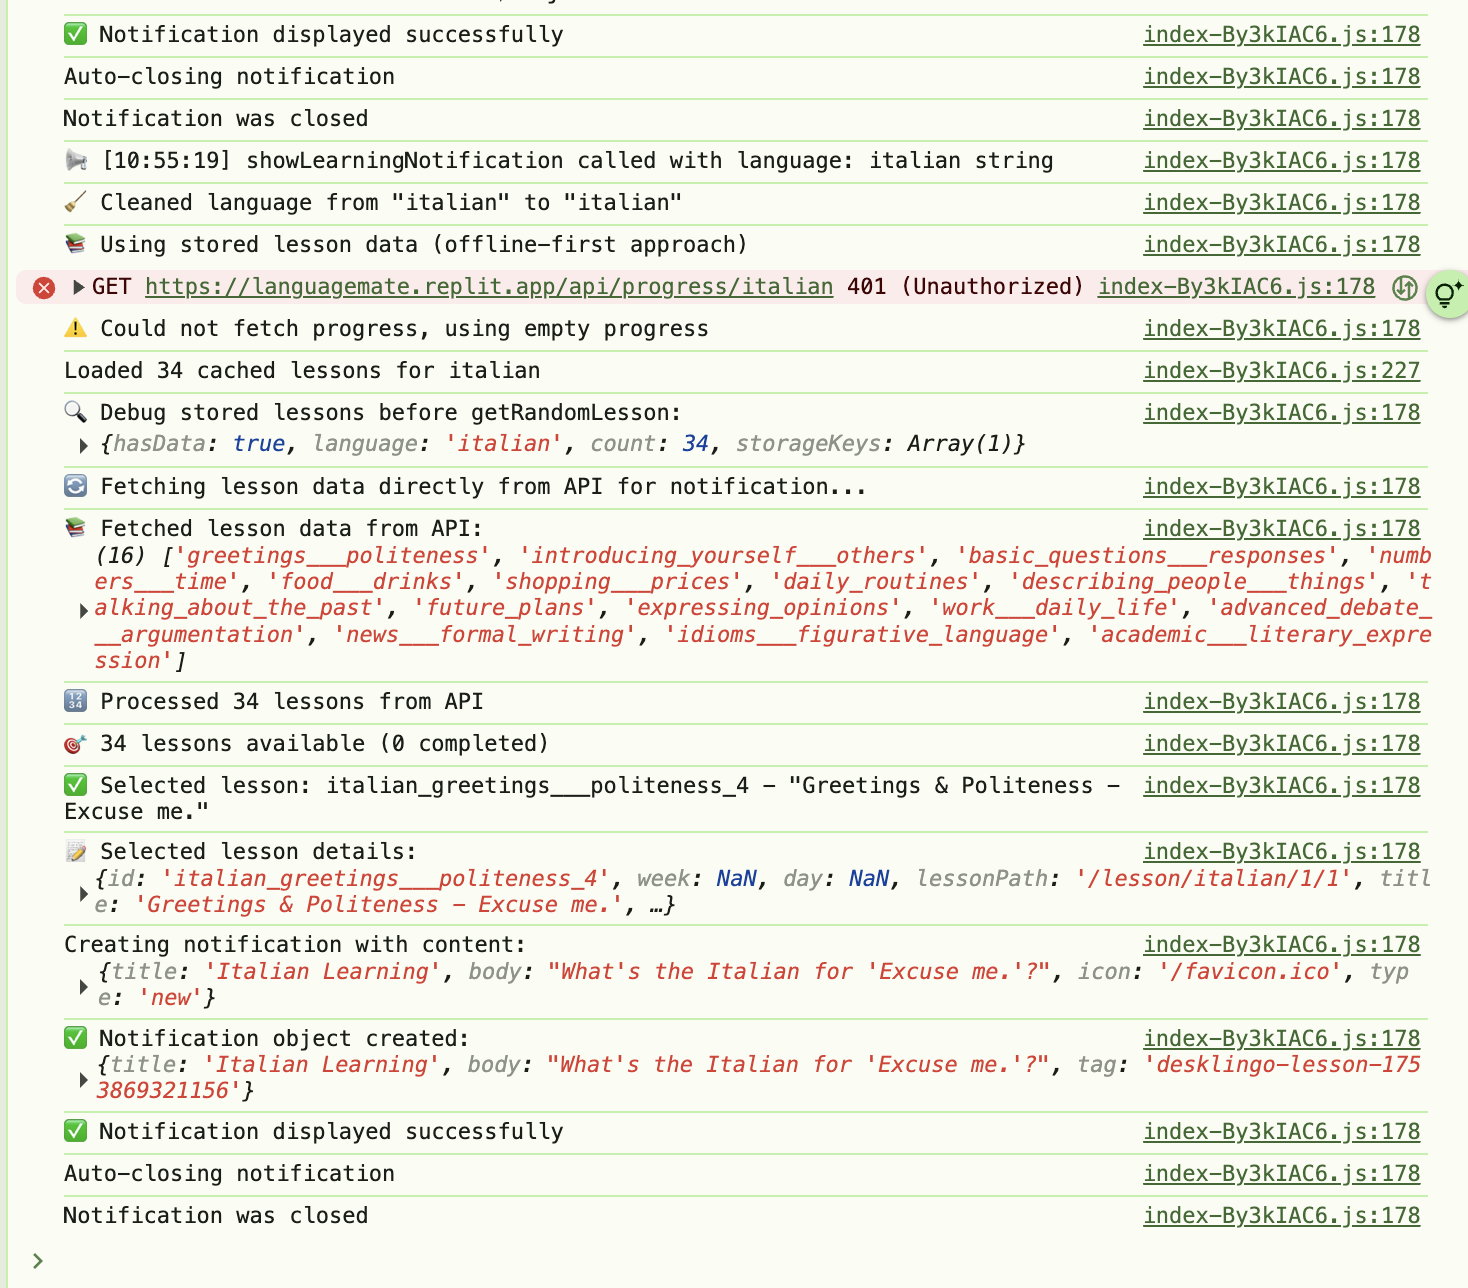 ✅ Notification displayed successfully index-By3kIAC6.js:178
Auto-closing notification index-By3kIAC6.js:178
Notification was closed index-By3kIAC6.js:178
📢 [10:55:19] showLearningNotification called with language: italian string index-By3kIAC6.js:178
🧹 Cleaned language from "italian" to "italian" index-By3kIAC6.js:178
📚 Using stored lesson data (offline-first approach) index-By3kIAC6.js:178
▶GET https://languagemate.replit.app/api/progress/italian 401 (Unauthorized) index-By3kIAC6.js:178
⚠️ Could not fetch progress, using empty progress index-By3kIAC6.js:178
Loaded 34 cached lessons for italian index-By3kIAC6.js:227
🔍 Debug stored lessons before getRandomLesson: index-By3kIAC6.js:178
▶ {hasData: true, language: 'italian', count: 34, storageKeys: Array(1)}
🔄 Fetching lesson data directly from API for notification... index-By3kIAC6.js:178
📚 Fetched lesson data from API: index-By3kIAC6.js:178
(16) ['greetings___politeness', 'introducing_yourself___others', 'basic_questions___responses', 'numb
ers___time', 'food___drinks', 'shopping___prices', 'daily_routines', 'describing_people___things', 't
▶ alking_about_the_past', 'future_plans', 'expressing_opinions', 'work___daily_life', 'advanced_debate_
__argumentation', 'news___formal_writing', 'idioms___figurative_language', 'academic___literary_expre
ssion']
🔢 Processed 34 lessons from API index-By3kIAC6.js:178
🎯 34 lessons available (0 completed) index-By3kIAC6.js:178
✅ Selected lesson: italian_greetings___politeness_4 - "Greetings & Politeness - index-By3kIAC6.js:178
Excuse me."
📝 Selected lesson details: index-By3kIAC6.js:178
▶ {id: 'italian_greetings___politeness_4', week: NaN, day: NaN, lessonPath: '/lesson/italian/1/1', titl
e: 'Greetings & Politeness - Excuse me.', …}
Creating notification with content: index-By3kIAC6.js:178
▶ {title: 'Italian Learning', body: "What's the Italian for 'Excuse me.'?", icon: '/favicon.ico', typ
e: 'new'}
✅ Notification object created: index-By3kIAC6.js:178
▶ {title: 'Italian Learning', body: "What's the Italian for 'Excuse me.'?", tag: 'desklingo-lesson-175
3869321156'}
✅ Notification displayed successfully index-By3kIAC6.js:178
Auto-closing notification index-By3kIAC6.js:178
Notification was closed index-By3kIAC6.js:178